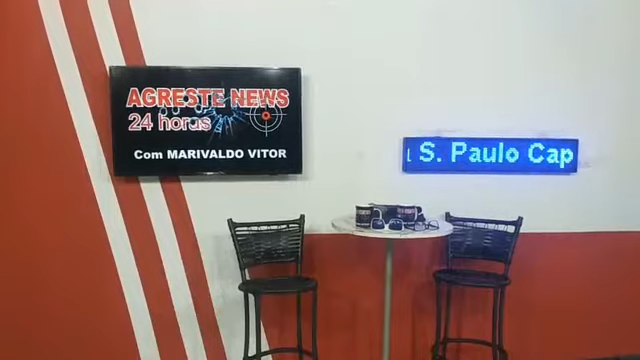 AGRESTE NEWS
24 horas
Com MARIVALDO VITOR
S. Paulo Cap